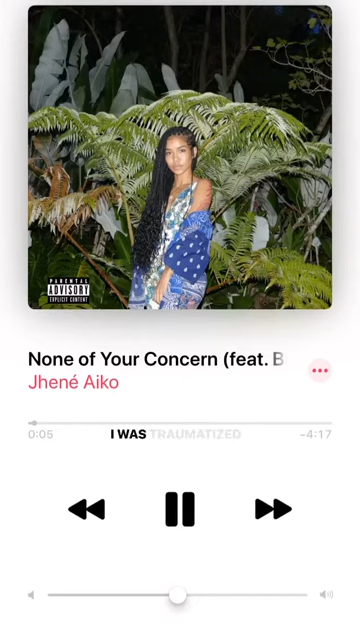 PARENTAL
ADVISORY
EXPLICIT CONTENT
None of Your Concern (feat. B
Jhené Aiko
0:05 I WAS TRAUMATIZED -4:17